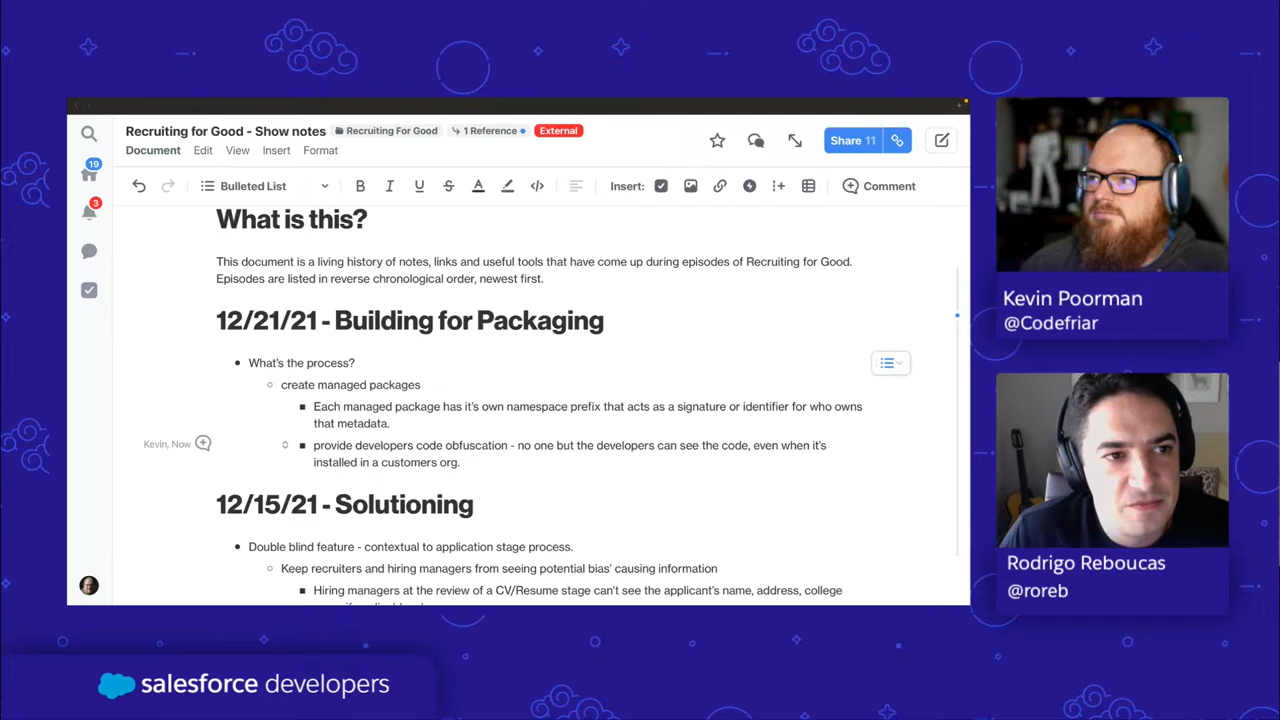 Recruiting for Good - Show notes
Recruiting For Good
1 Reference
External
Document Edit View Insert Format
Share 11
19
3
Bulleted List
B I U S A
Insert:
Comment
What is this?
This document is a living history of notes, links and useful tools that have come up during episodes of Recruiting for Good.
Episodes are listed in reverse chronological order, newest first.
12/21/21 - Building for Packaging
What's the process?
create managed packages
Each managed package has it's own namespace prefix that acts as a signature or identifier for who owns
that metadata.
Kevin, Now
provide developers code obfuscation - no one but the developers can see the code, even when it's
installed in a customers org.
12/15/21 - Solutioning
Double blind feature - contextual to application stage process.
Keep recruiters and hiring managers from seeing potential bias' causing information
Hiring managers at the review of a CV/Resume stage can't see the applicant's name, address, college
Kevin Poorman
@Codefriar
Rodrigo Reboucas
@roreb
salesforce developers